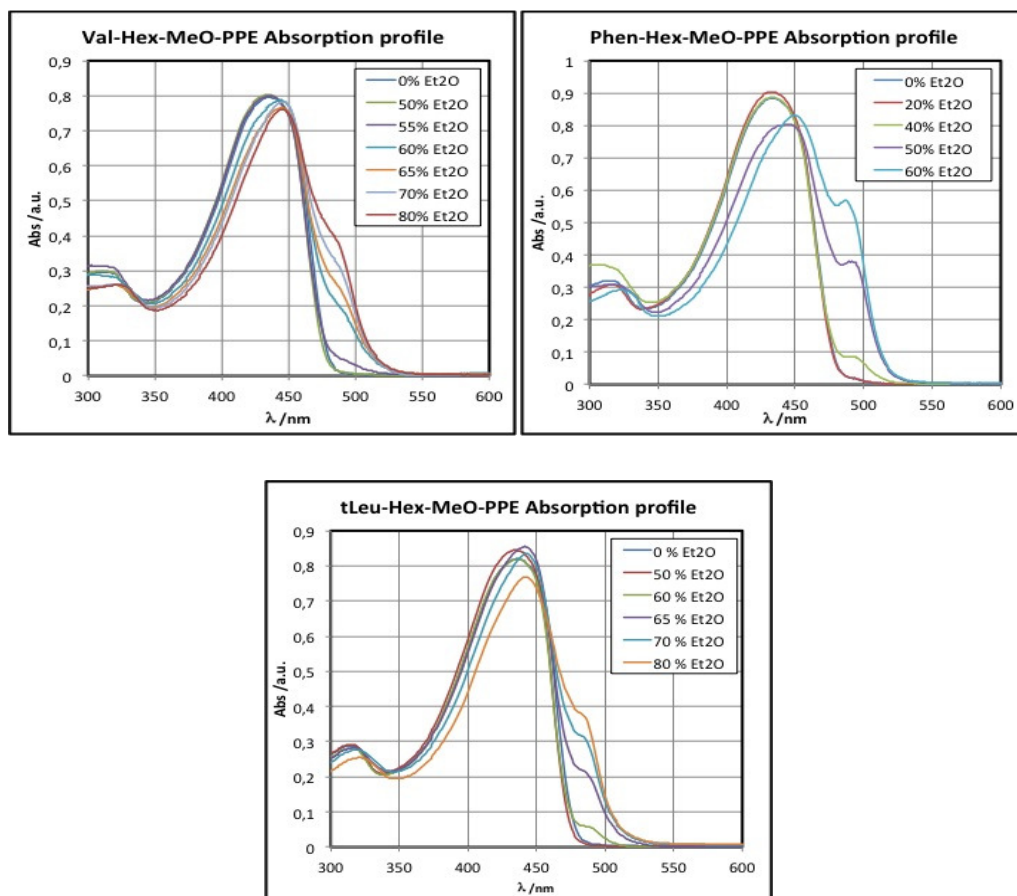 Val-Hex-MeO-PPE Absorption profile
Abs /a.u.
0,9
0,8
0,7
0,6
0,5
0,4
0,3
0,2
0,1
0
300 350 400 450 500 550 600
λ /nm
0% Et2O
50% Et2O
55% Et2O
60% Et2O
65% Et2O
70% Et2O
80% Et2O
Phen-Hex-MeO-PPE Absorption profile
Abs /a.u.
1
0,9
0,8
0,7
0,6
0,5
0,4
0,3
0,2
0,1
0
300 350 400 450 500 550 600
λ /nm
0% Et2O
20% Et2O
40% Et2O
50% Et2O
60% Et2O
tLeu-Hex-MeO-PPE Absorption profile
Abs /a.u.
0,9
0,8
0,7
0,6
0,5
0,4
0,3
0,2
0,1
0
300 350 400 450 500 550 600
λ /nm
0 % Et2O
50 % Et2O
60 % Et2O
65 % Et2O
70 % Et2O
80 % Et2O